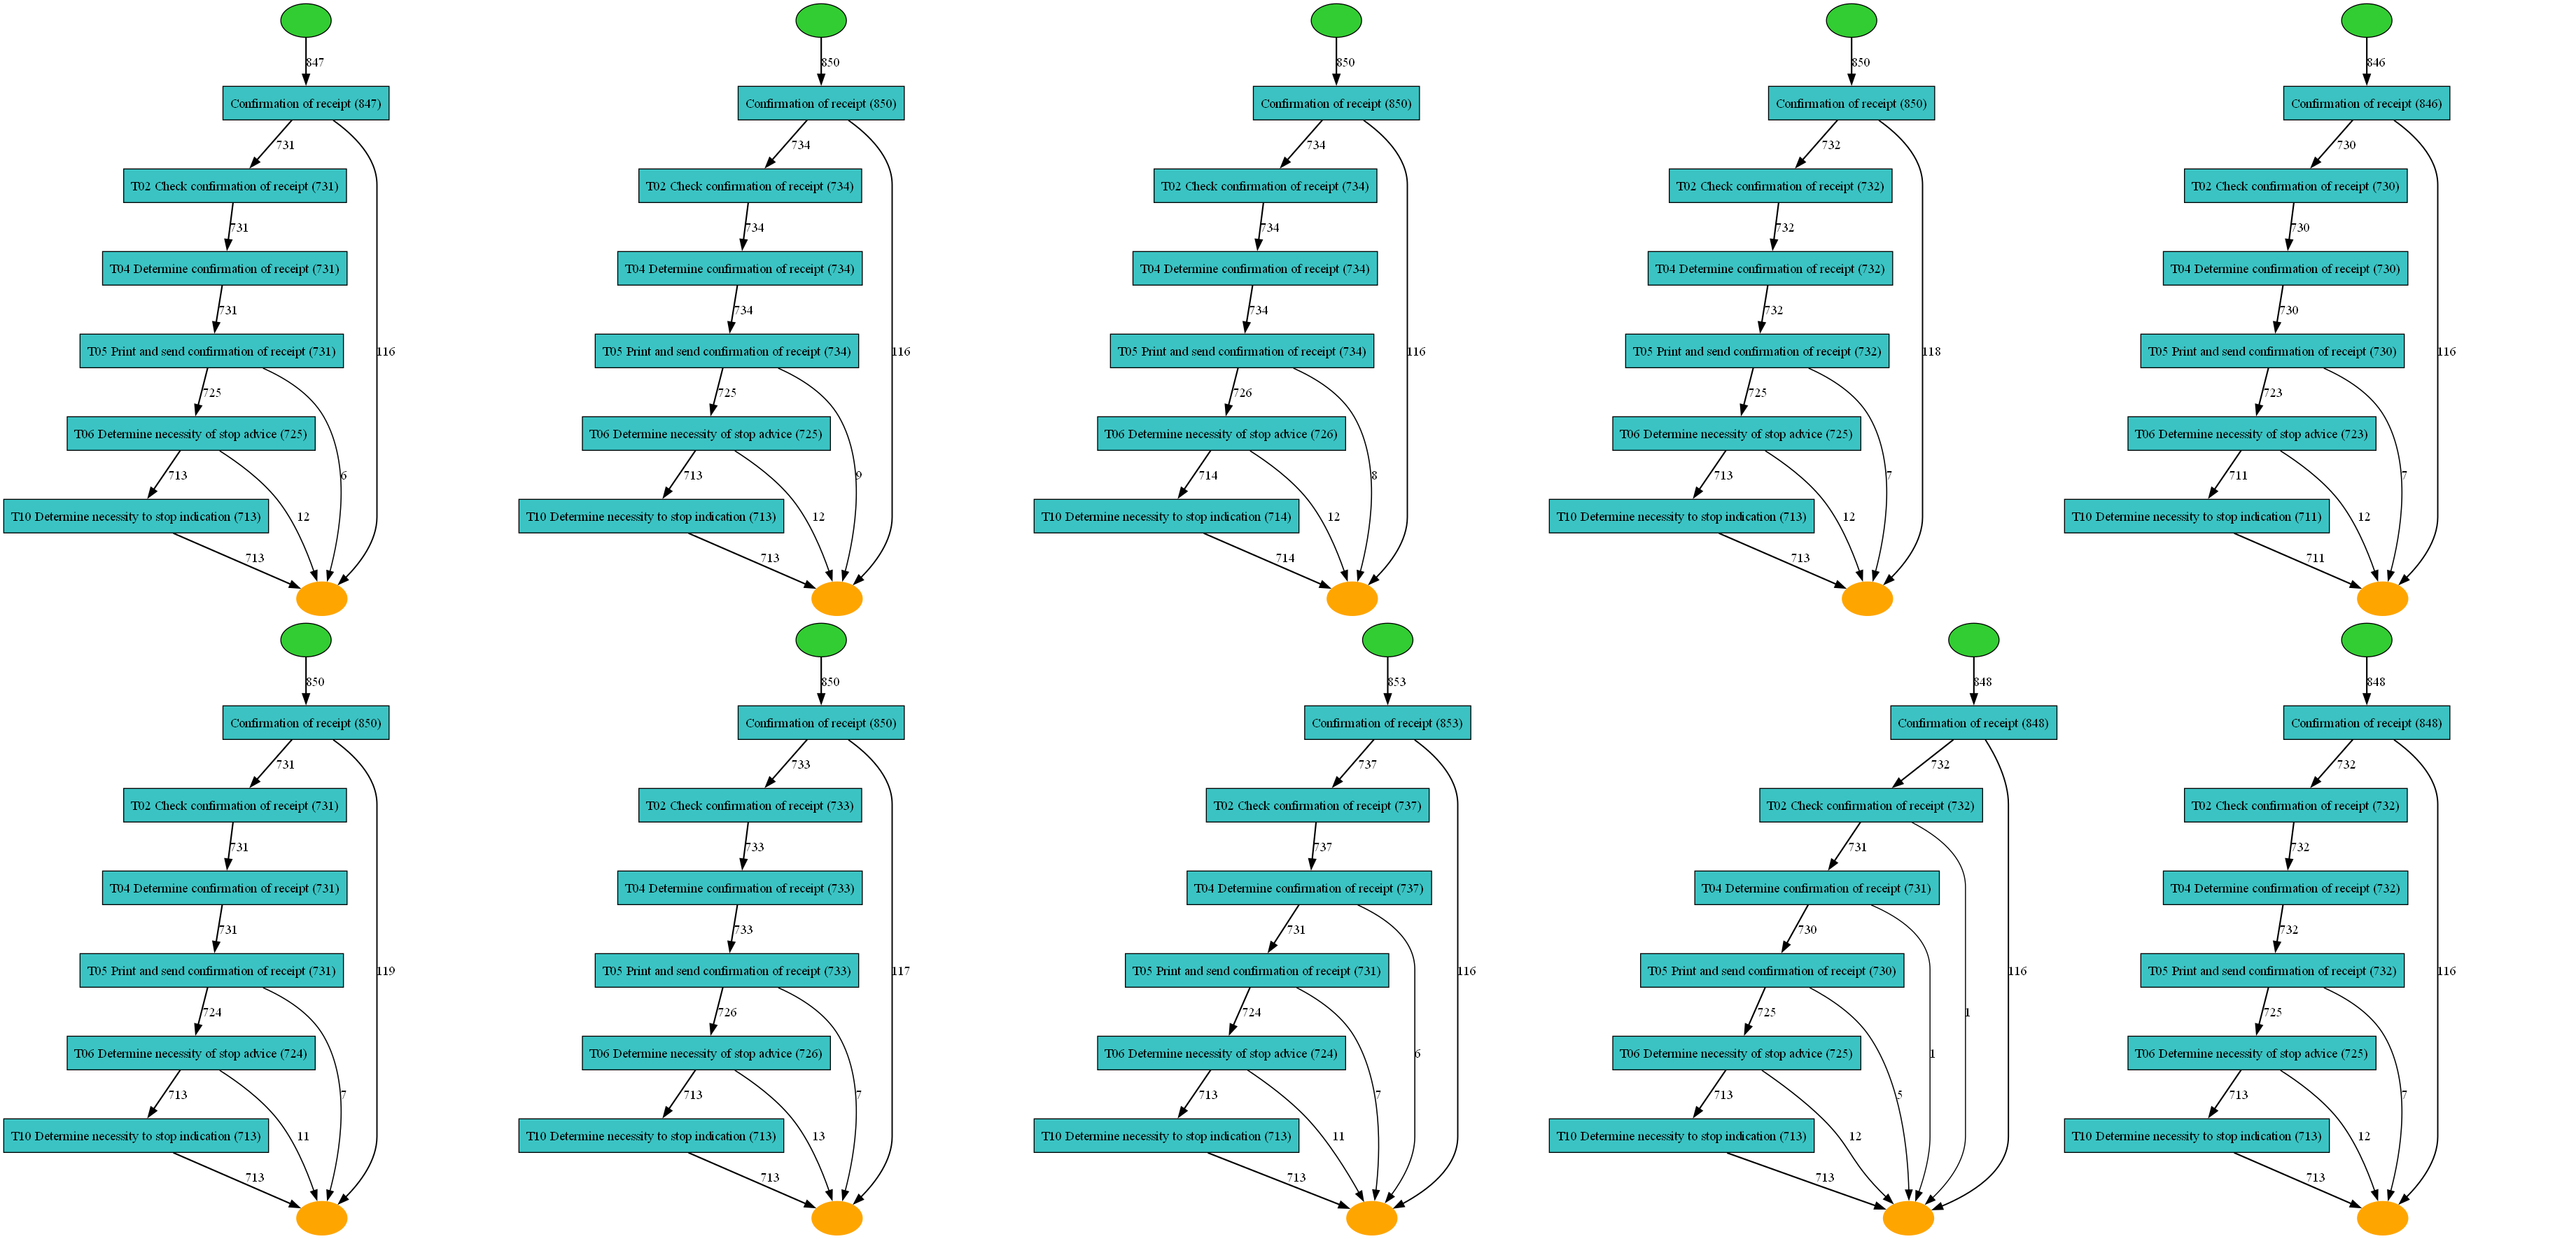 847
Confirmation of receipt (847)
731
T02 Check confirmation of receipt (731)
731
T04 Determine confirmation of receipt (731)
731
T05 Print and send confirmation of receipt (731)
116
725
T06 Determine necessity of stop advice (725)
713
6
T10 Determine necessity to stop indication (713)
12
713
850
Confirmation of receipt (850)
734
T02 Check confirmation of receipt (734)
734
T04 Determine confirmation of receipt (734)
734
T05 Print and send confirmation of receipt (734)
116
725
T06 Determine necessity of stop advice (725)
713
9
T10 Determine necessity to stop indication (713)
12
713
850
Confirmation of receipt (850)
734
T02 Check confirmation of receipt (734)
734
T04 Determine confirmation of receipt (734)
734
T05 Print and send confirmation of receipt (734)
116
726
T06 Determine necessity of stop advice (726)
714
8
T10 Determine necessity to stop indication (714)
12
714
850
Confirmation of receipt (850)
732
T02 Check confirmation of receipt (732)
732
T04 Determine confirmation of receipt (732)
732
T05 Print and send confirmation of receipt (732)
118
725
T06 Determine necessity of stop advice (725)
713
7
T10 Determine necessity to stop indication (713)
12
713
846
Confirmation of receipt (846)
730
T02 Check confirmation of receipt (730)
730
T04 Determine confirmation of receipt (730)
730
T05 Print and send confirmation of receipt (730)
116
723
T06 Determine necessity of stop advice (723)
711
7
T10 Determine necessity to stop indication (711)
12
711
850
Confirmation of receipt (850)
731
T02 Check confirmation of receipt (731)
731
T04 Determine confirmation of receipt (731)
731
T05 Print and send confirmation of receipt (731)
119
724
T06 Determine necessity of stop advice (724)
713
7
T10 Determine necessity to stop indication (713)
11
713
850
Confirmation of receipt (850)
733
T02 Check confirmation of receipt (733)
733
T04 Determine confirmation of receipt (733)
733
T05 Print and send confirmation of receipt (733)
117
726
T06 Determine necessity of stop advice (726)
713
7
T10 Determine necessity to stop indication (713)
13
713
853
Confirmation of receipt (853)
737
T02 Check confirmation of receipt (737)
737
T04 Determine confirmation of receipt (737)
731
T05 Print and send confirmation of receipt (731)
116
724
T06 Determine necessity of stop advice (724)
6
713
7
T10 Determine necessity to stop indication (713)
11
713
848
Confirmation of receipt (848)
732
T02 Check confirmation of receipt (732)
731
T04 Determine confirmation of receipt (731)
730
T05 Print and send confirmation of receipt (730)
116
725
1
T06 Determine necessity of stop advice (725)
1
713
5
T10 Determine necessity to stop indication (713)
12
713
848
Confirmation of receipt (848)
732
T02 Check confirmation of receipt (732)
732
T04 Determine confirmation of receipt (732)
732
T05 Print and send confirmation of receipt (732)
116
725
T06 Determine necessity of stop advice (725)
713
7
T10 Determine necessity to stop indication (713)
12
713